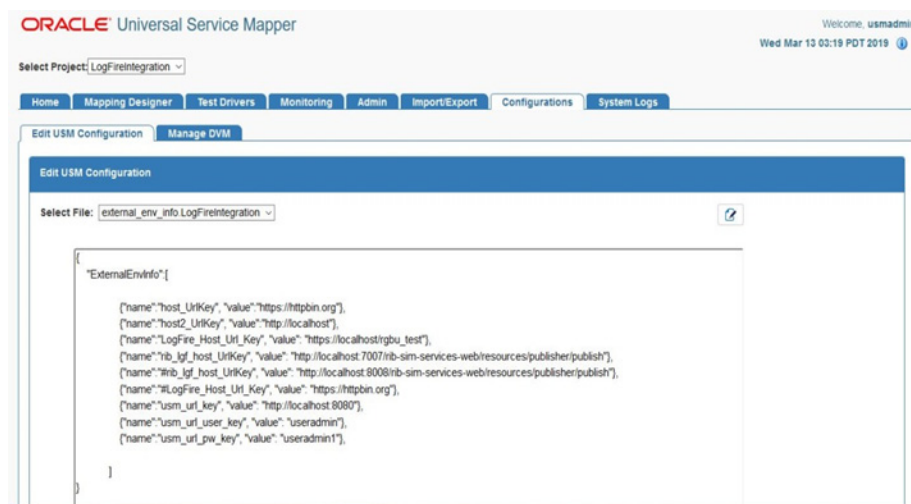 ORACLE Universal Service Mapper
Welcome, usmadmin
Wed Mar 13 03:19 PDT 2019
Select Project: LogFireIntegration
Home Mapping Designer Test Drivers Monitoring Admin Import/Export Configurations System Logs
Edit USM Configuration Manage DVM
Edit USM Configuration
Select File: external_env_info.LogFireIntegration
{
"ExternalEnvInfo":[
{"name":"host_UrlKey", "value":"https://httpbin.org"},
{"name":"host2_UrlKey", "value":"http://localhost"},
{"name":"LogFire_Host_Url_Key", "value": "https://localhost/rgbu_test"},
{"name":"rib_lgf_host_UrlKey", "value": "http://localhost:7007/rib-sim-services-web/resources/publisher/publish"},
{"name":"#rib_lgf_host_UrlKey", "value": "http://localhost:8008/rib-sim-services-web/resources/publisher/publish"},
{"name":"#LogFire_Host_Url_Key", "value": "https://httpbin.org"},
{"name":"usm_url_key", "value": "http://localhost:8080"},
{"name":"usm_url_user_key", "value": "useradmin"},
{"name":"usm_url_pw_key", "value": "useradmin1"},
]
}